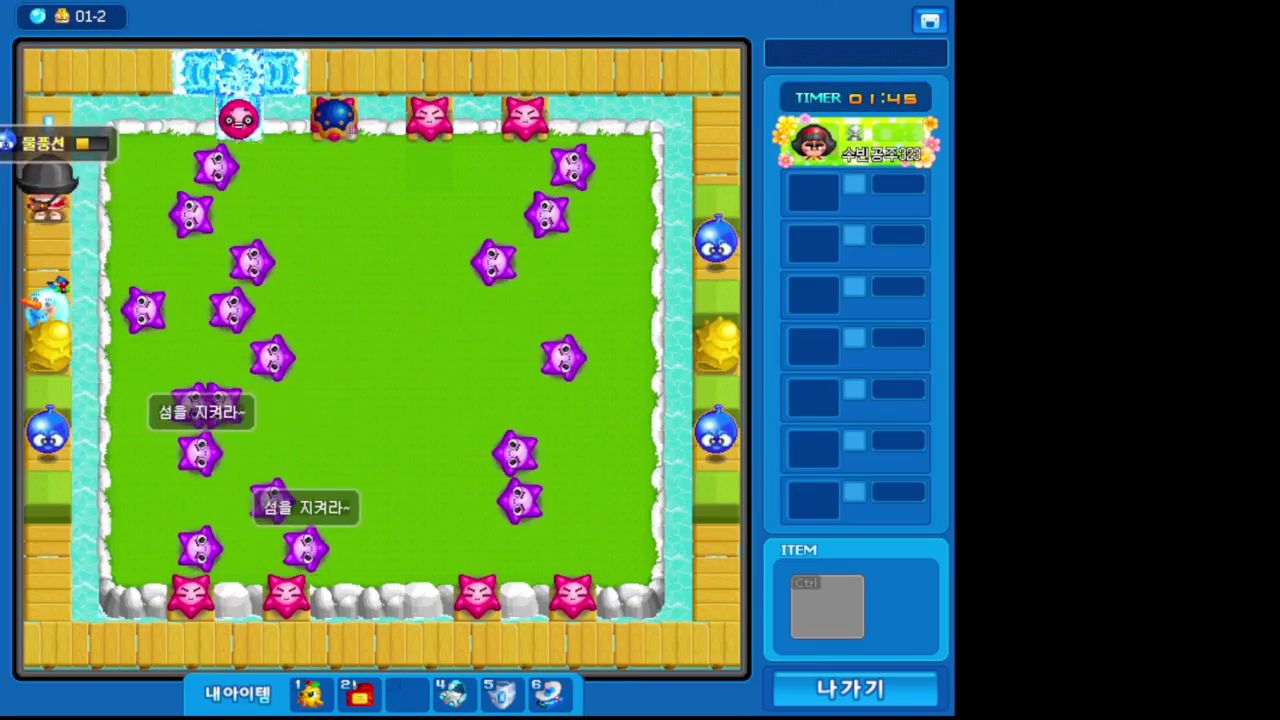 01-2
TIMER 01:45
수빈공주323
물풍선
섬을 지켜라~
섬을 지켜라~
ITEM
Ctrl
내아이템
1
2
4
5
6
나가기